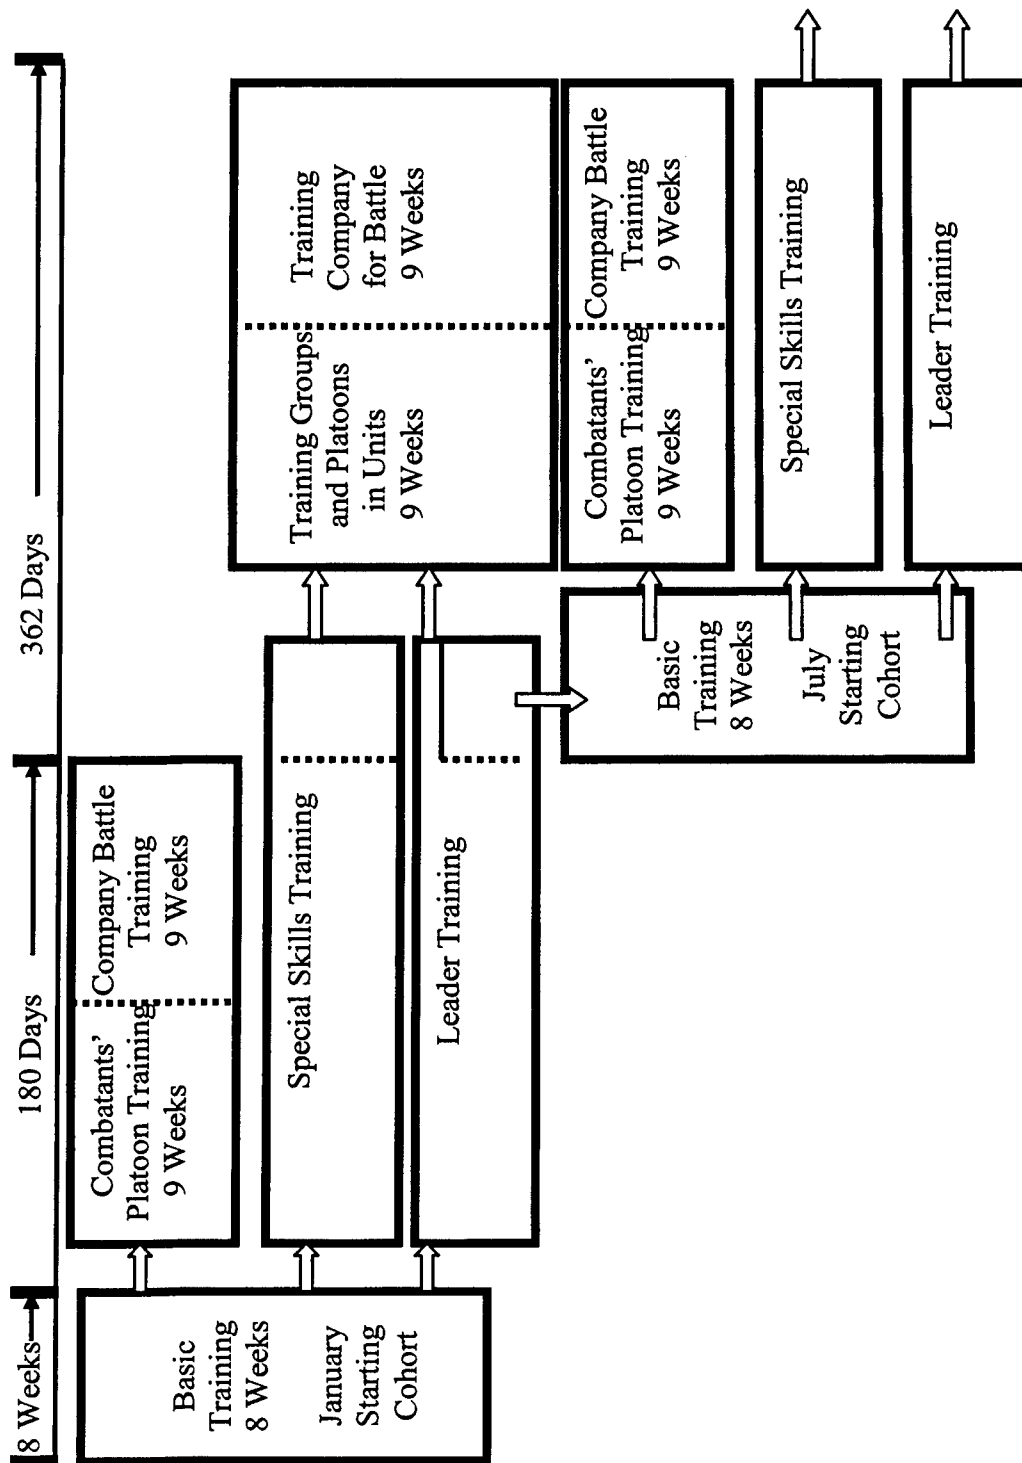 8 Weeks
180 Days
362 Days
Basic
Training
8 Weeks
January
Starting
Cohort
Combatants’
Platoon Training
9 Weeks
Company Battle
Training
9 Weeks
Special Skills Training
Leader Training
Training Groups
and Platoons
in Units
9 Weeks
Training
Company
for Battle
9 Weeks
Basic
Training
8 Weeks
July
Starting
Cohort
Combatants’
Platoon Training
9 Weeks
Company Battle
Training
9 Weeks
Special Skills Training
Leader Training